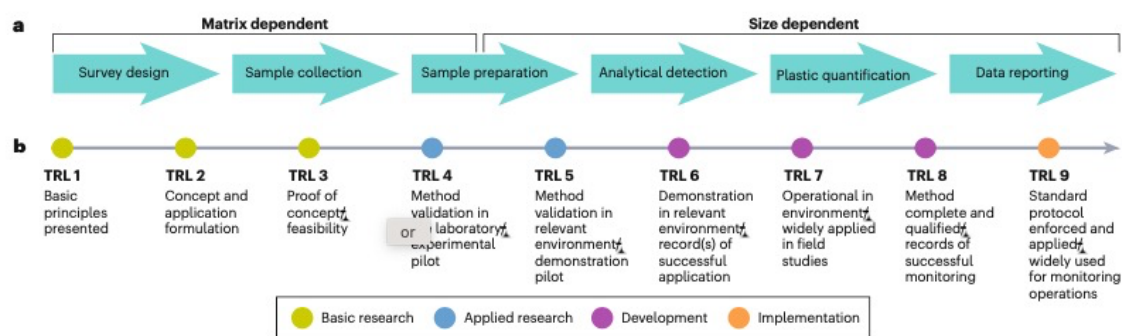 a
Matrix dependent
Size dependent
Survey design
Sample collection
Sample preparation
Analytical detection
Plastic quantification
Data reporting
b
TRL 1
Basic
principles
presented
TRL 2
Concept and
application
formulation
TRL 3
Proof of
concept/
feasibility
TRL 4
Method
validation in
or
laboratory/
experimental
pilot
TRL 5
Method
validation in
relevant
environment/
demonstration
pilot
TRL 6
Demonstration
in relevant
environment/
record(s) of
successful
application
TRL 7
Operational in
environment/
widely applied
in field
studies
TRL 8
Method
complete and
qualified/
records of
successful
monitoring
TRL 9
Standard
protocol
enforced and
applied/
widely used
for monitoring
operations
Basic research
Applied research
Development
Implementation